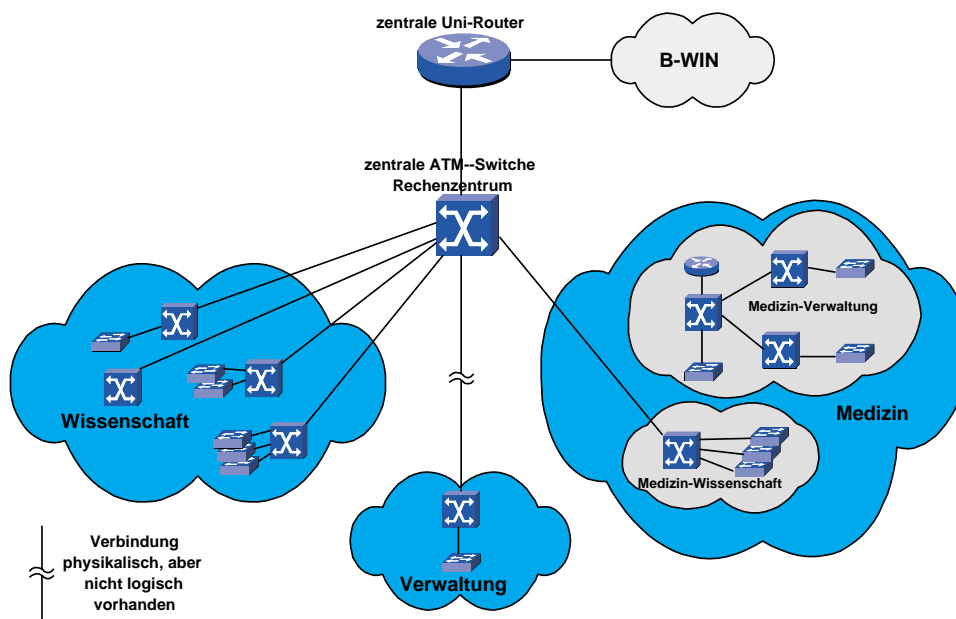 zentrale Uni-Router
B-WIN
zentrale ATM--Switche
Rechenzentrum
Medizin-Verwaltung
Wissenschaft
Medizin
Medizin-Wissenschaft
Verbindung
physikalisch, aber
nicht logisch
vorhanden
Verwaltung